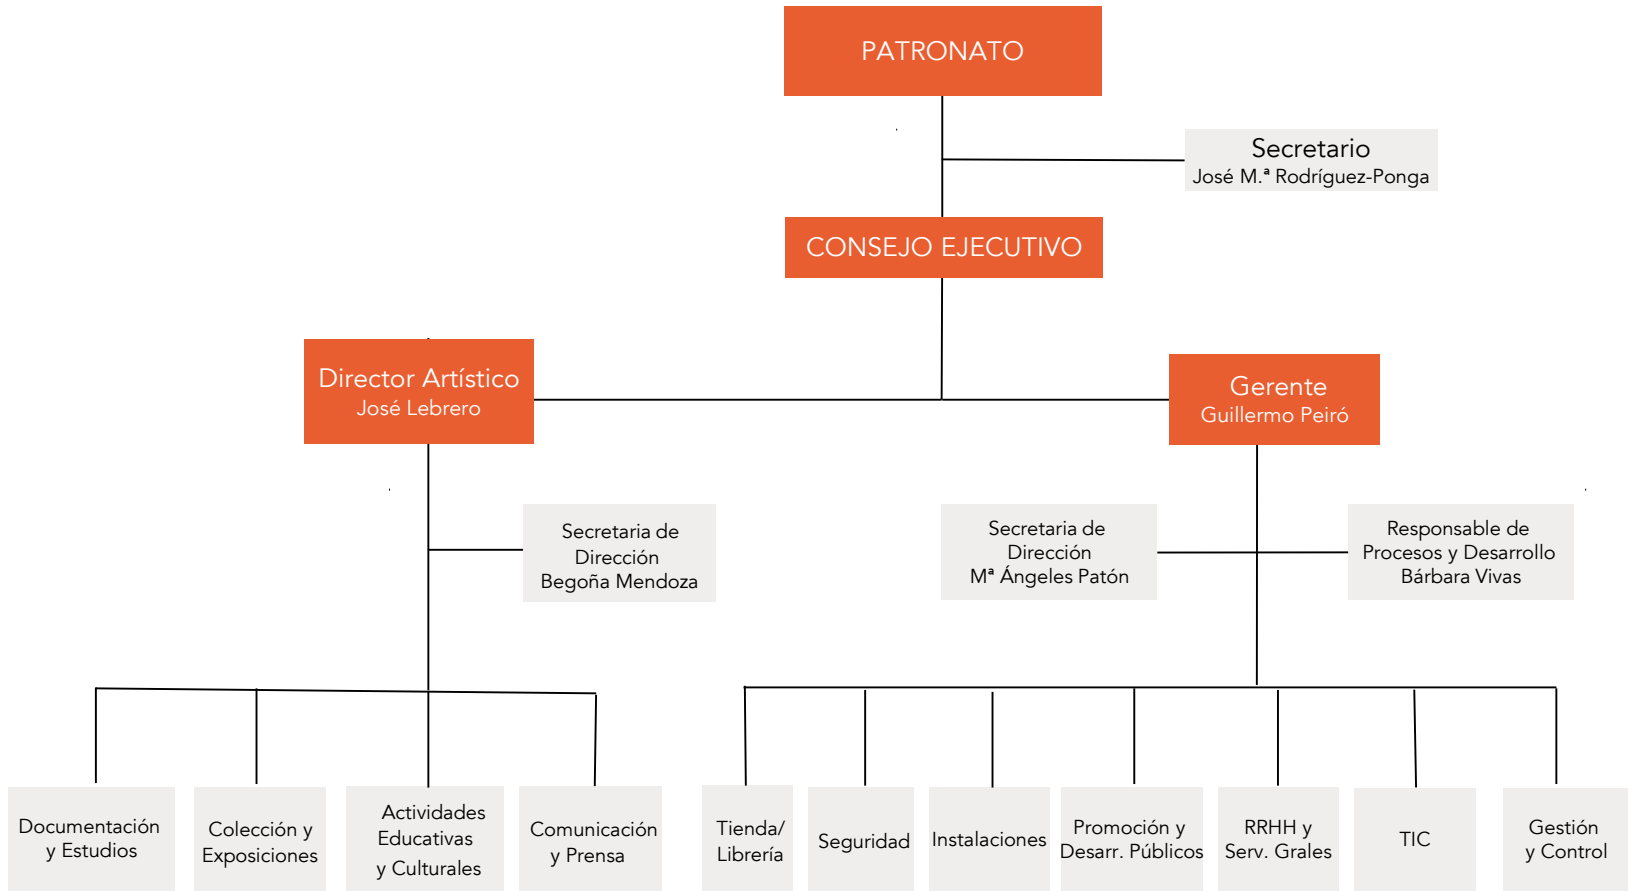 PATRONATO
Secretario
José M.ª Rodríguez-Ponga
CONSEJO EJECUTIVO
Director Artístico
José Lebrero
Gerente
Guillermo Peiró
Secretaria de
Dirección
Begoña Mendoza
Secretaria de
Dirección
Mª Ángeles Patón
Responsable de
Procesos y Desarrollo
Bárbara Vivas
Documentación
y Estudios
Colección y
Exposiciones
Actividades
Educativas
y Culturales
Comunicación
y Prensa
Tienda/
Librería
Seguridad
Instalaciones
Promoción y
Desarr. Públicos
RRHH y
Serv. Grales
TIC
Gestión
y Control